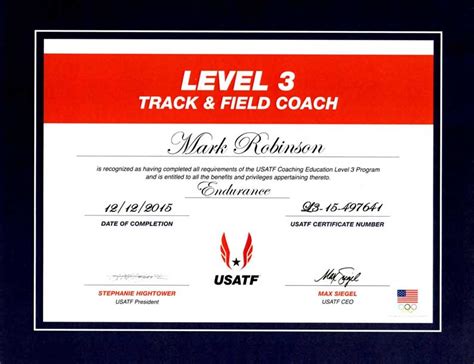 LEVEL 3
TRACK & FIELD COACH
Mark Robinson
is recognized as having completed all requirements of the USATF Coaching Education Level 3 Program
and is entitled to all the benefits and privileges appertaining thereto.
Endurance
12/12/2015
DATE OF COMPLETION
L3-15-497641
USATF CERTIFICATE NUMBER
USATF
STEPHANIE HIGHTOWER
USATF President
Max Siegel
MAX SIEGEL
USATF CEO